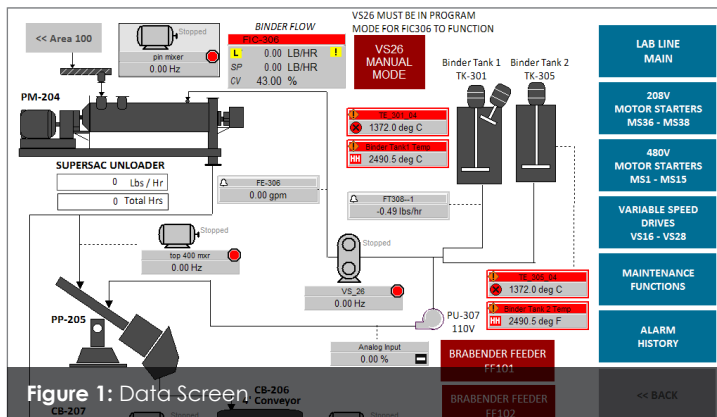 << Area 100
Stopped
pin mixer
0.00 Hz
BINDER FLOW
FIC-306
L 0.00 LB/HR !
SP 0.00 LB/HR
CV 43.00 %
VS26 MUST BE IN PROGRAM
MODE FOR FIC306 TO FUNCTION
VS26
MANUAL
MODE
Binder Tank 1
TK-301
Binder Tank 2
TK-305
LAB LINE
MAIN
208V
MOTOR STARTERS
MS36 - MS38
480V
MOTOR STARTERS
MS1 - MS15
VARIABLE SPEED
DRIVES
VS16 - VS28
MAINTENANCE
FUNCTIONS
ALARM
HISTORY
<< BACK
PM-204
TE_301_04
1372.0 deg C
Binder Tank1 Temp
HH 2490.5 deg C
SUPERSAC UNLOADER
0 Lbs / Hr
0 Total Hrs
FE-306
0.00 gpm
FT308--1
-0.49 lbs/hr
Stopped
top 400 mxr
0.00 Hz
Stopped
VS_26
0.00 Hz
TE_305_04
1372.0 deg C
Binder Tank 2 Temp
HH 2490.5 deg F
PP-205
PU-307
110V
Analog Input
0.00 %
BRABENDER FEEDER
FF101
BRABENDER FEEDER
FF102
Figure 1: Data Screen
CB-206
Conveyor
CB-207
Stopped
Stopped